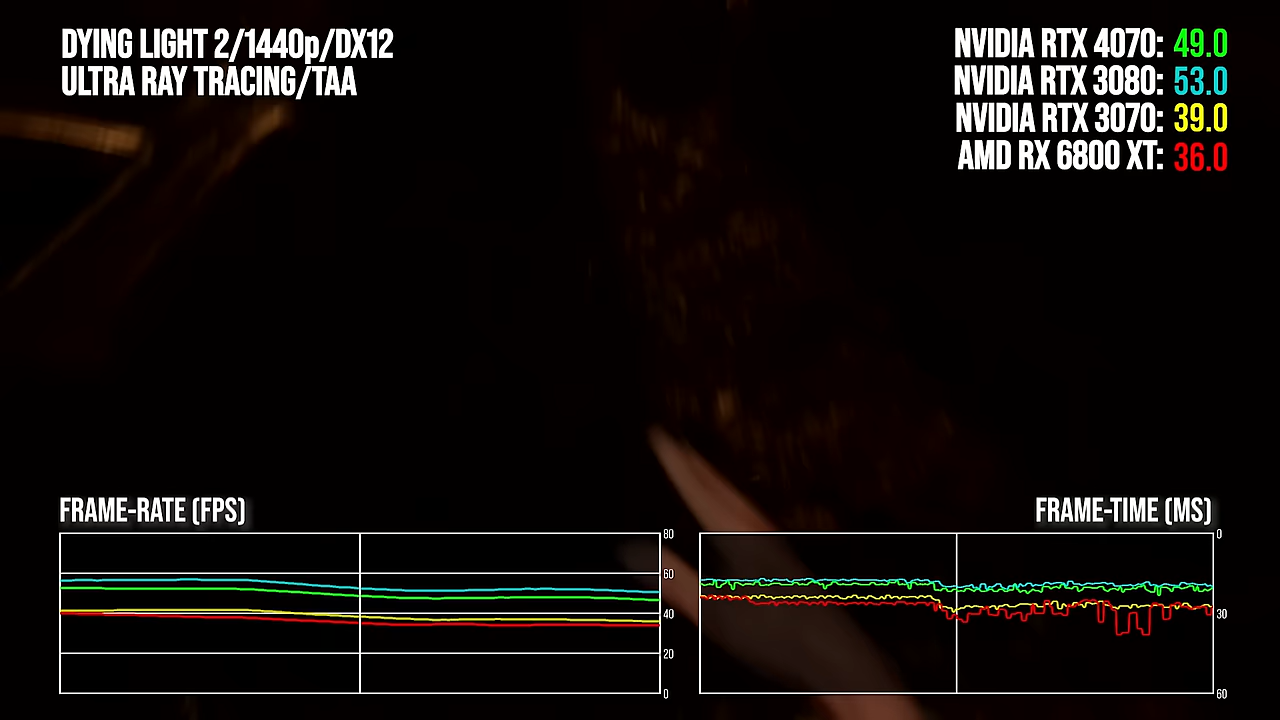 DYING LIGHT 2/1440p/DX12
ULTRA RAY TRACING/TAA
NVIDIA RTX 4070: 49.0
NVIDIA RTX 3080: 53.0
NVIDIA RTX 3070: 39.0
AMD RX 6800 XT: 36.0
FRAME-RATE (FPS)
80
60
40
20
0
FRAME-TIME (MS)
0
30
60